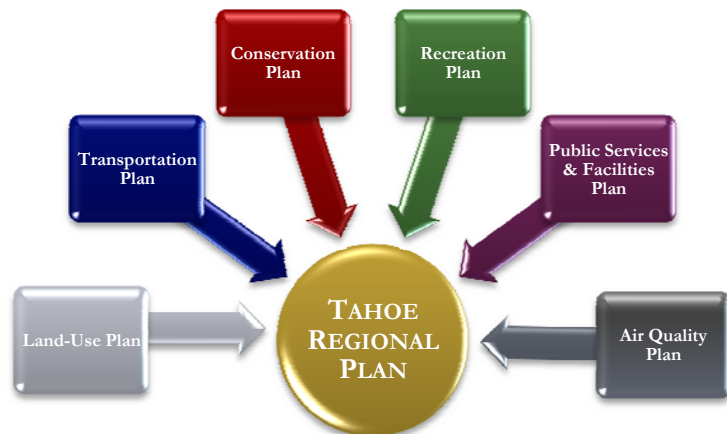 Conservation
Plan
Recreation
Plan
Transportation
Plan
Public Services
& Facilities
Plan
Land-Use Plan
TAHOE
REGIONAL
PLAN
Air Quality
Plan